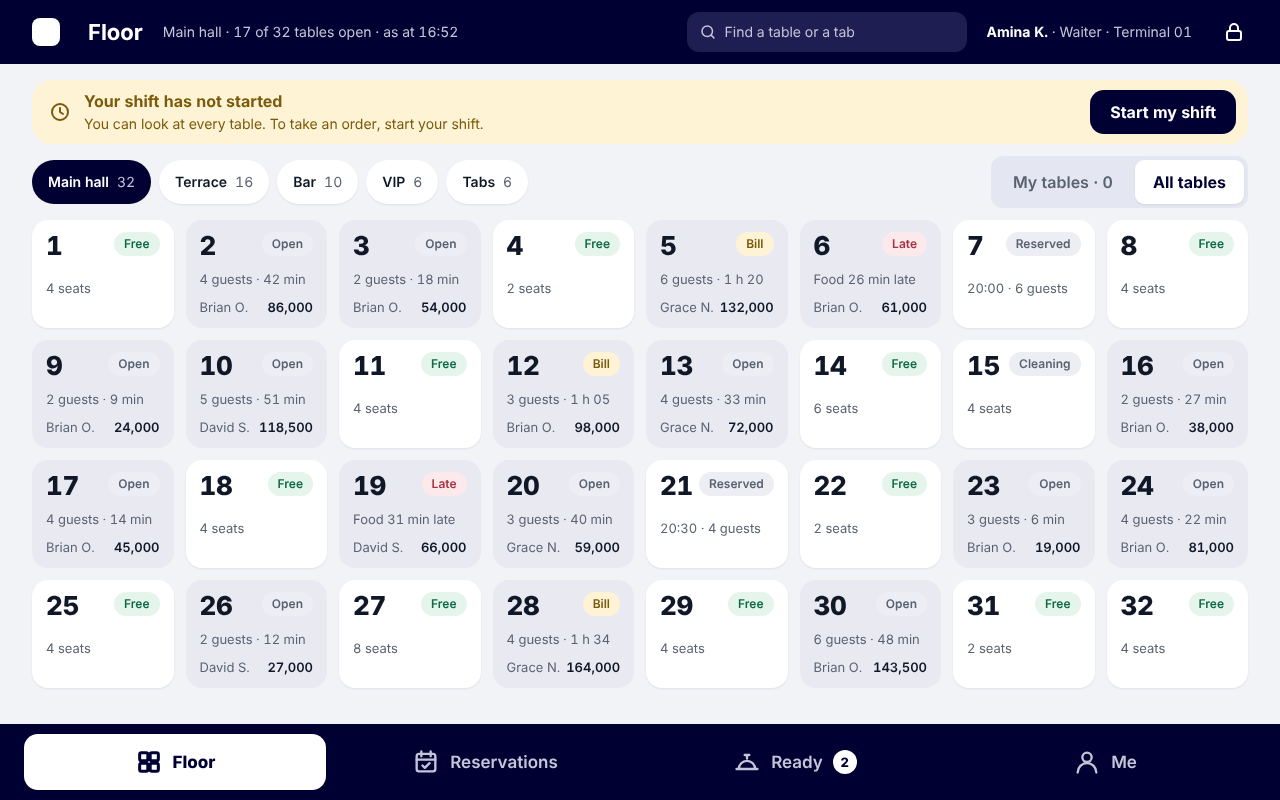 Floor
Main hall · 17 of 32 tables open · as at 16:52
Find a table or a tab
Amina K. · Waiter · Terminal 01
Your shift has not started
You can look at every table. To take an order, start your shift.
Start my shift
Main hall 32
Terrace 16
Bar 10
VIP 6
Tabs 6
My tables · 0
All tables
1 Free
4 seats
2 Open
4 guests · 42 min
Brian O. 86,000
3 Open
2 guests · 18 min
Brian O. 54,000
4 Free
2 seats
5 Bill
6 guests · 1 h 20
Grace N. 132,000
6 Late
Food 26 min late
Brian O. 61,000
7 Reserved
20:00 · 6 guests
8 Free
4 seats
9 Open
2 guests · 9 min
Brian O. 24,000
10 Open
5 guests · 51 min
David S. 118,500
11 Free
4 seats
12 Bill
3 guests · 1 h 05
Brian O. 98,000
13 Open
4 guests · 33 min
Grace N. 72,000
14 Free
6 seats
15 Cleaning
4 seats
16 Open
2 guests · 27 min
Brian O. 38,000
17 Open
4 guests · 14 min
Brian O. 45,000
18 Free
4 seats
19 Late
Food 31 min late
David S. 66,000
20 Open
3 guests · 40 min
Grace N. 59,000
21 Reserved
20:30 · 4 guests
22 Free
2 seats
23 Open
3 guests · 6 min
Brian O. 19,000
24 Open
4 guests · 22 min
Brian O. 81,000
25 Free
4 seats
26 Open
2 guests · 12 min
David S. 27,000
27 Free
8 seats
28 Bill
4 guests · 1 h 34
Grace N. 164,000
29 Free
4 seats
30 Open
6 guests · 48 min
Brian O. 143,500
31 Free
2 seats
32 Free
4 seats
Floor
Reservations
Ready 2
Me